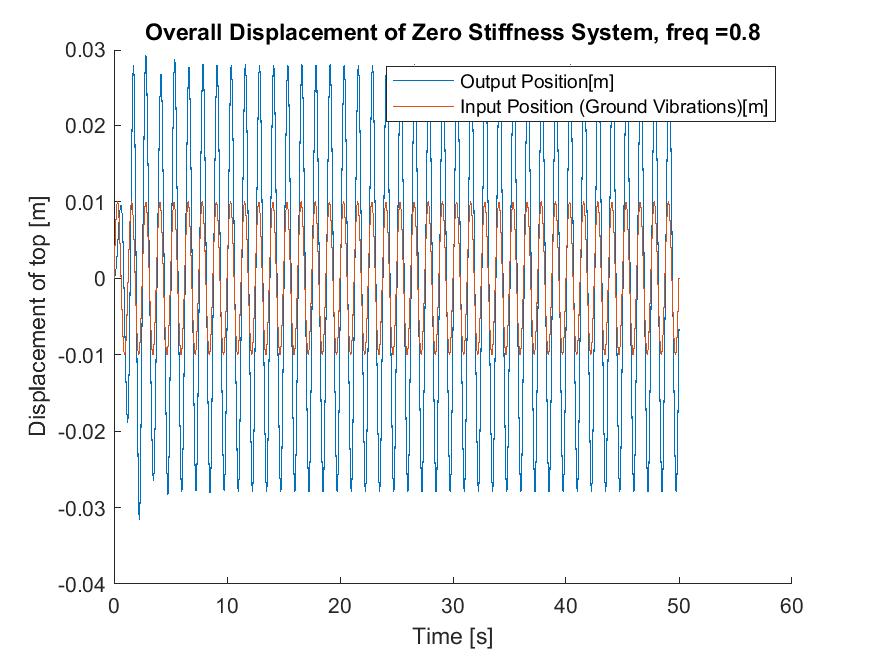 Overall Displacement of Zero Stiffness System, freq =0.8
Output Position[m]
Input Position (Ground Vibrations)[m]
Displacement of top [m]
0.03
0.02
0.01
0
-0.01
-0.02
-0.03
-0.04
0 10 20 30 40 50 60
Time [s]